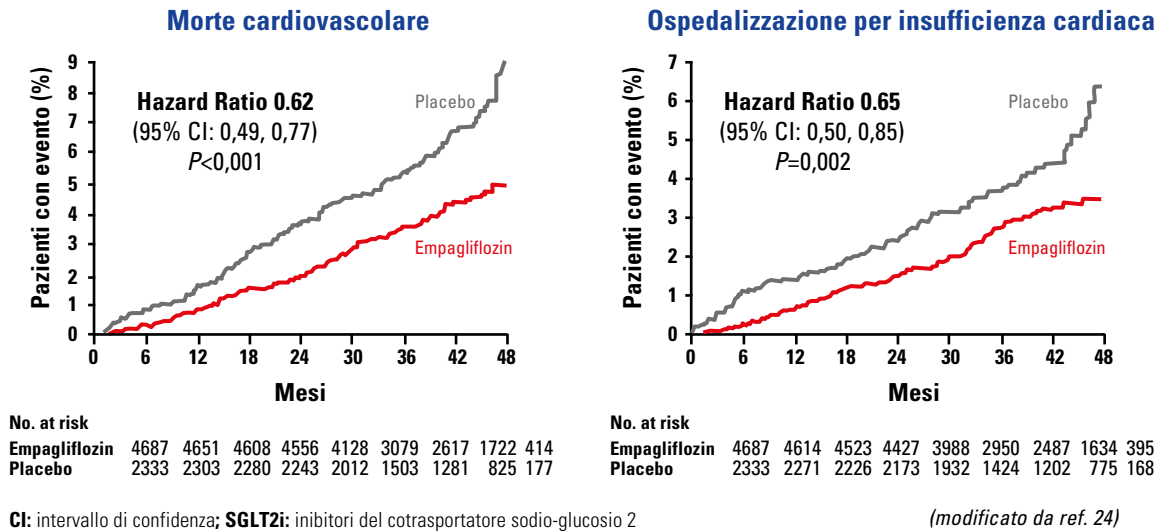 Morte cardiovascolare
Pazienti con evento (%)
9
8
7
6
5
4
3
2
1
0
Hazard Ratio 0.62
(95% CI: 0,49, 0,77)
P<0,001
Placebo
Empagliflozin
0 6 12 18 24 30 36 42 48
Mesi
No. at risk
Empagliflozin 4687 4651 4608 4556 4128 3079 2617 1722 414
Placebo 2333 2303 2280 2243 2012 1503 1281 825 177
Ospedalizzazione per insufficienza cardiaca
Pazienti con evento (%)
7
6
5
4
3
2
1
0
Hazard Ratio 0.65
(95% CI: 0,50, 0,85)
P=0,002
Placebo
Empagliflozin
0 6 12 18 24 30 36 42 48
Mesi
No. at risk
Empagliflozin 4687 4614 4523 4427 3988 2950 2487 1634 395
Placebo 2333 2271 2226 2173 1932 1424 1202 775 168
CI: intervallo di confidenza; SGLT2i: inibitori del cotrasportatore sodio-glucosio 2
(modificato da ref. 24)